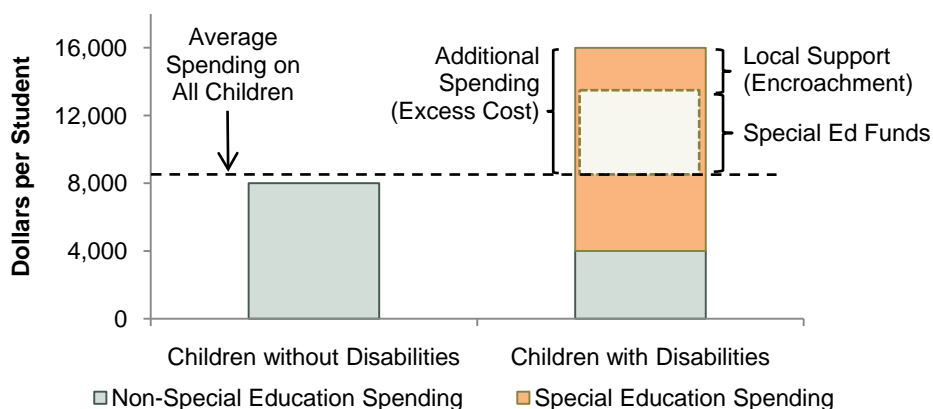 Dollars per Student
16,000
12,000
8,000
4,000
0
Average
Spending on
All Children
Additional
Spending
(Excess Cost)
Local Support
(Encroachment)
Special Ed Funds
Children without Disabilities
Children with Disabilities
Non-Special Education Spending
Special Education Spending